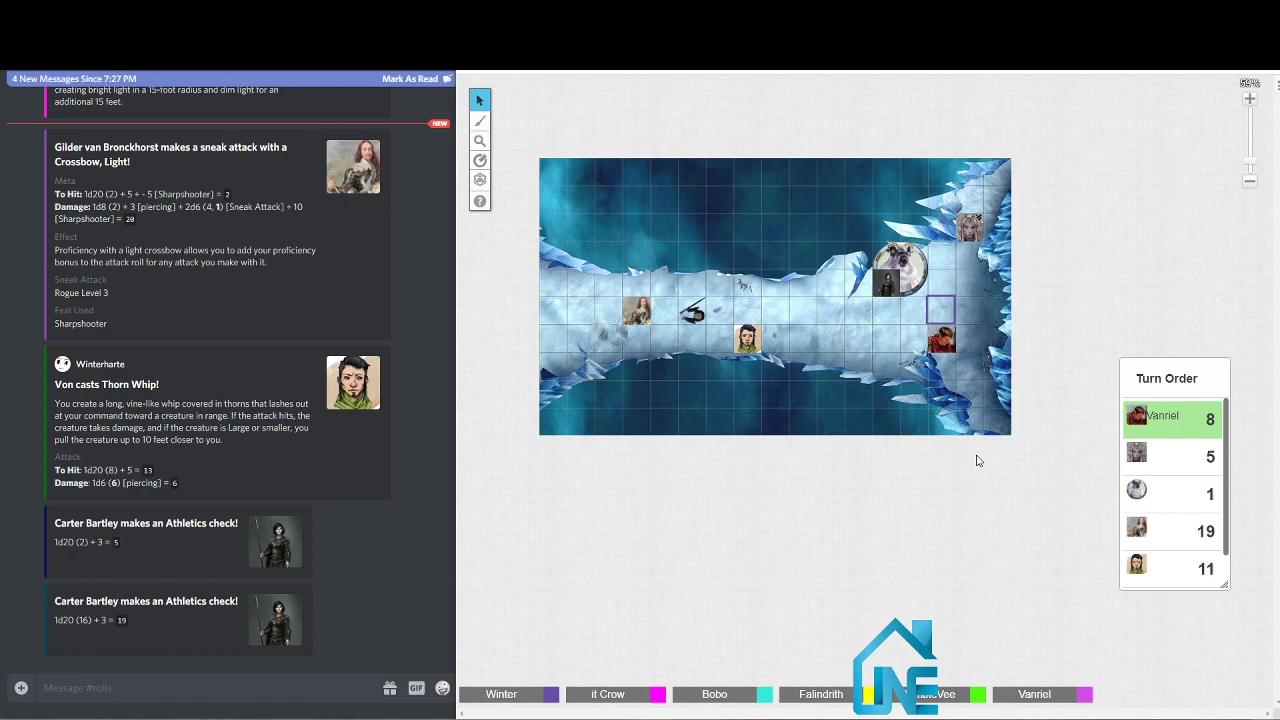 4 New Messages Since 7:27 PM
Mark As Read
creating bright light in a 15-foot radius and dim light for an
additional 15 feet.
NEW
Gilder van Bronckhorst makes a sneak attack with a
Crossbow, Light!
Meta
To Hit: 1d20 (2) + 5 + - 5 [Sharpshooter] = 2
Damage: 1d8 (2) + 3 [piercing] + 2d6 (4, 1) [Sneak Attack] + 10
[Sharpshooter] = 20
Effect
Proficiency with a light crossbow allows you to add your proficiency
bonus to the attack roll for any attack you make with it.
Sneak Attack
Rogue Level 3
Feat Used
Sharpshooter
Winterharte
Von casts Thorn Whip!
You create a long, vine-like whip covered in thorns that lashes out
at your command toward a creature in range. If the attack hits, the
creature takes damage, and if the creature is Large or smaller, you
pull the creature up to 10 feet closer to you.
Attack
To Hit: 1d20 (8) + 5 = 13
Damage: 1d6 (6) [piercing] = 6
Carter Bartley makes an Athletics check!
1d20 (2) + 3 = 5
Carter Bartley makes an Athletics check!
1d20 (16) + 3 = 19
Message #rolls
GIF
59%
Turn Order
Vanriel 8
5
1
19
11
Winter
it Crow
Bobo
Falindrith
Vee
Vanriel
UNE